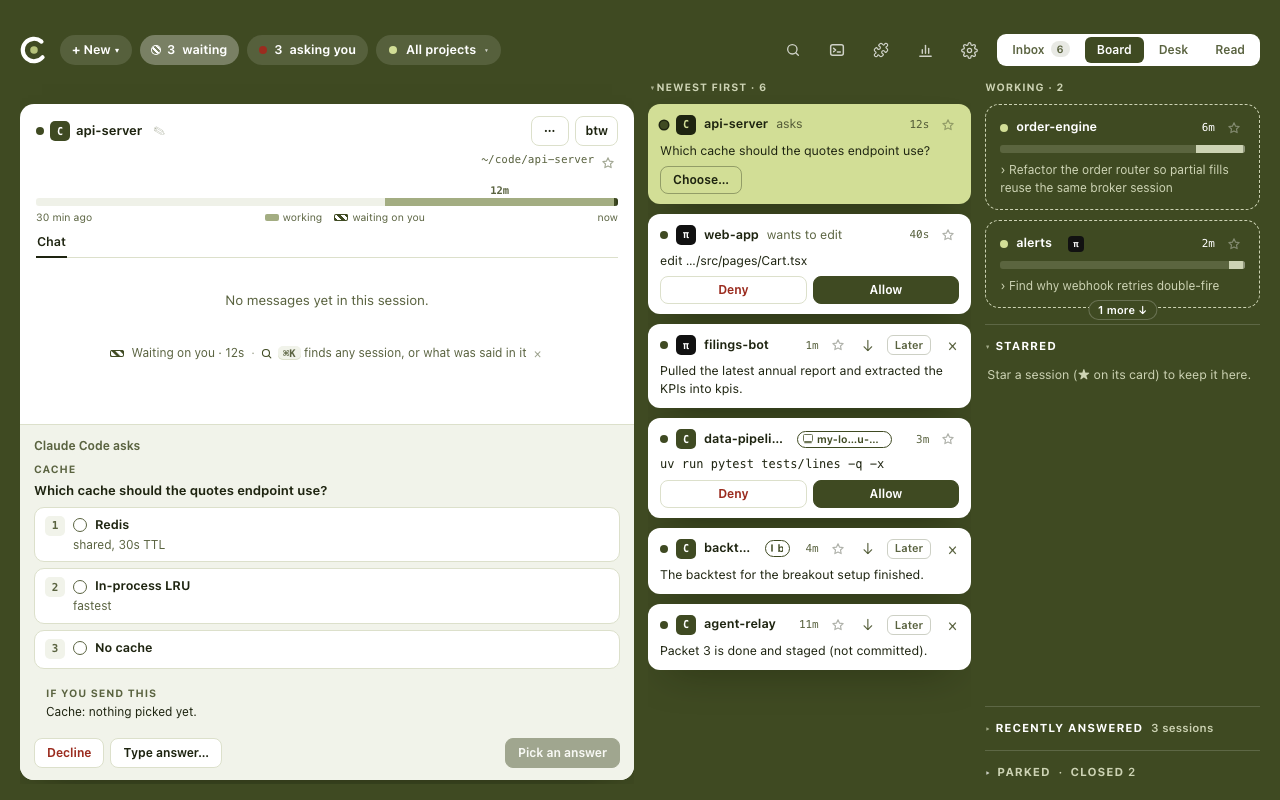 + New ▾
3 waiting
3 asking you
All projects
Inbox 6
Board
Desk
Read
C api-server
···
btw
~/code/api-server
12m
30 min ago
working
waiting on you
now
Chat
No messages yet in this session.
Waiting on you · 12s · ⌘K finds any session, or what was said in it ×
Claude Code asks
CACHE
Which cache should the quotes endpoint use?
1 Redis
shared, 30s TTL
2 In-process LRU
fastest
3 No cache
IF YOU SEND THIS
Cache: nothing picked yet.
Decline
Type answer...
Pick an answer
NEWEST FIRST · 6
C api-server asks 12s
Which cache should the quotes endpoint use?
Choose...
π web-app wants to edit 40s
edit .../src/pages/Cart.tsx
Deny
Allow
π filings-bot 1m ↓ Later ×
Pulled the latest annual report and extracted the
KPIs into kpis.
C data-pipeli... my-lo...u-... 3m
uv run pytest tests/lines -q -x
Deny
Allow
C backt... 4m ↓ Later ×
The backtest for the breakout setup finished.
C agent-relay 11m ↓ Later ×
Packet 3 is done and staged (not committed).
WORKING · 2
order-engine 6m
› Refactor the order router so partial fills
reuse the same broker session
alerts π 2m
› Find why webhook retries double-fire
1 more ↓
STARRED
Star a session (★ on its card) to keep it here.
RECENTLY ANSWERED 3 sessions
PARKED · CLOSED 2